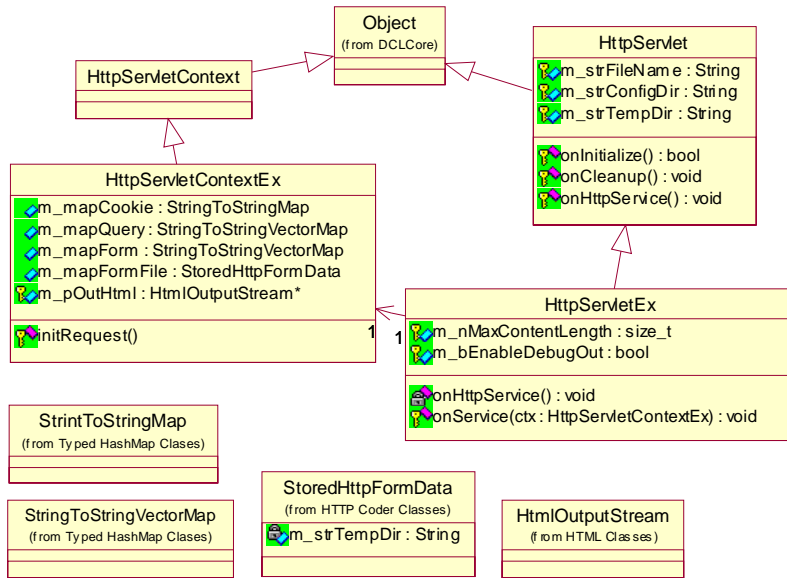 Object
(from DCLCore)
HttpServletContext
HttpServlet
m_strFileName : String
m_strConfigDir : String
m_strTempDir : String
onInitialize() : bool
onCleanup() : void
onHttpService() : void
HttpServletContextEx
m_mapCookie : StringToStringMap
m_mapQuery : StringToStringVectorMap
m_mapForm : StringToStringVectorMap
m_mapFormFile : StoredHttpFormData
m_pOutHtml : HtmlOutputStream*
initRequest()
1
1
HttpServletEx
m_nMaxContentLength : size_t
m_bEnableDebugOut : bool
onHttpService() : void
onService(ctx : HttpServletContextEx) : void
StrintToStringMap
(from Typed HashMap Clases)
StringToStringVectorMap
(from Typed HashMap Clases)
StoredHttpFormData
(from HTTP Coder Classes)
m_strTempDir : String
HtmlOutputStream
(from HTML Classes)